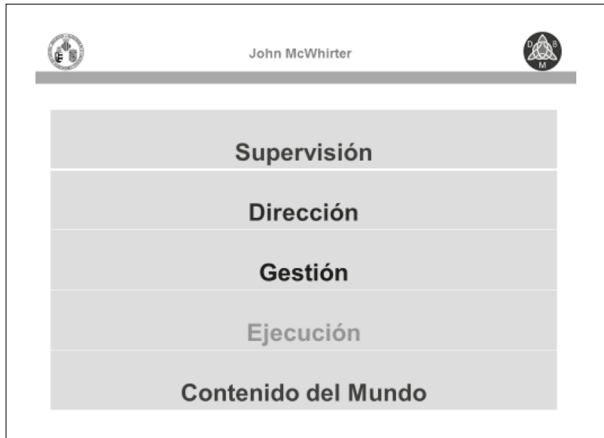 John McWhirter
D B
M
Supervisión
Dirección
Gestión
Ejecución
Contenido del Mundo